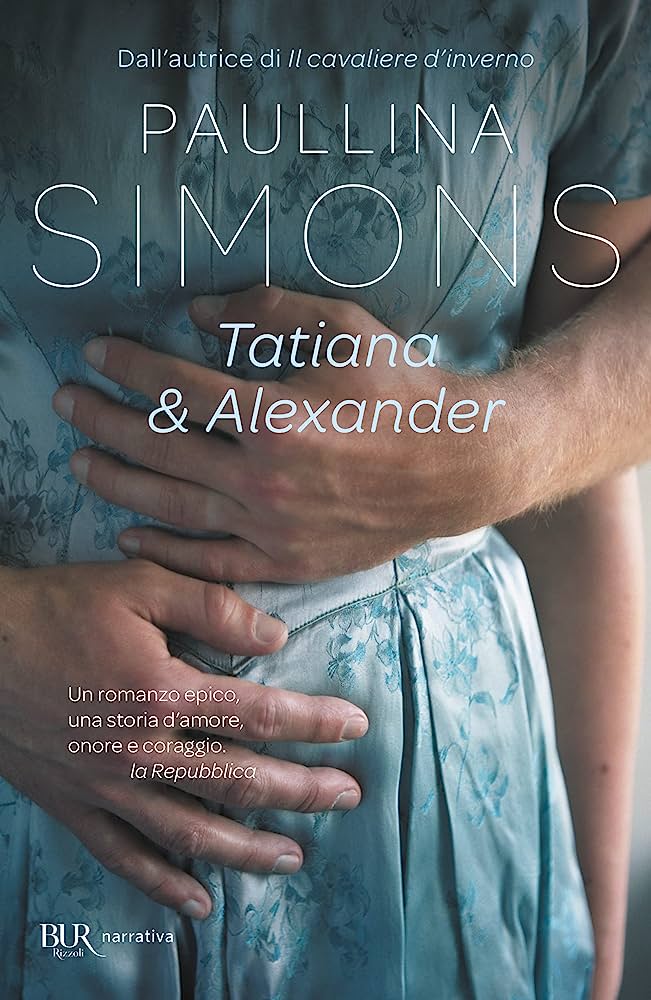 Dall'autrice di Il cavaliere d'inverno
PAULLINA
SIMONS
Tatiana
& Alexander
Un romanzo epico,
una storia d'amore,
onore e coraggio.
la Repubblica
BUR narrativa
Rizzoli